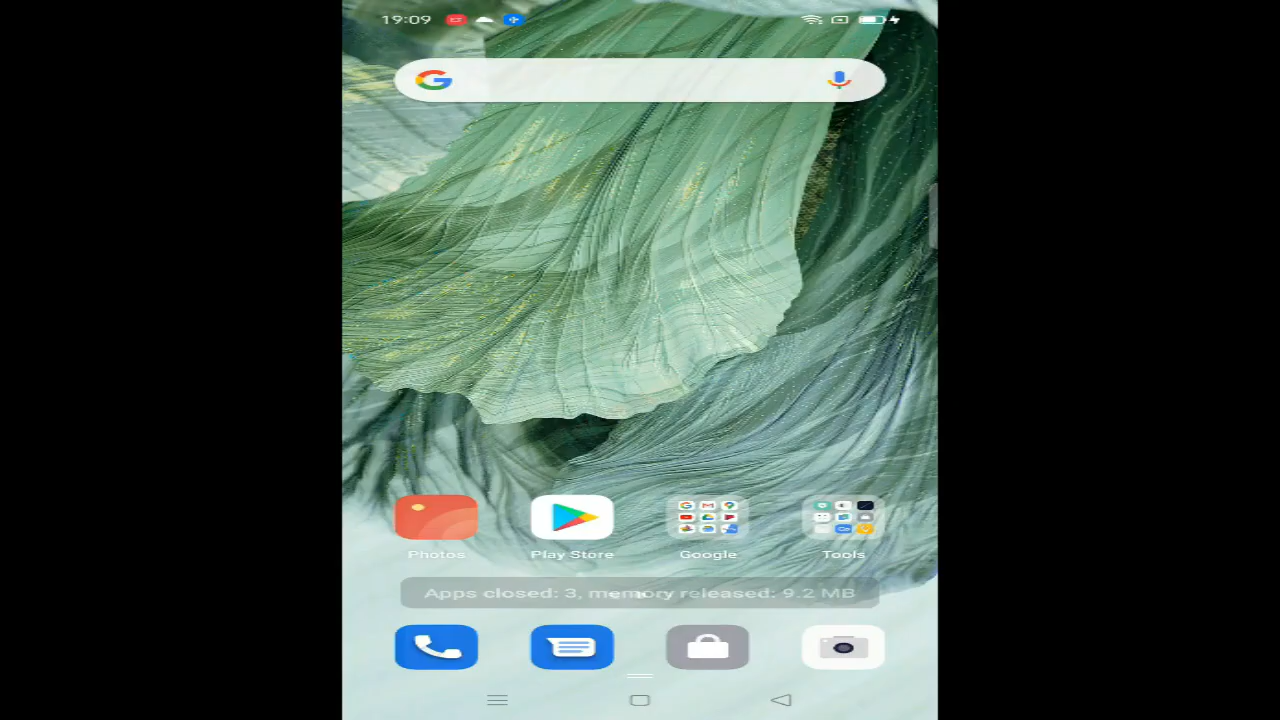 19:09
Photos
Play Store
Google
Tools
Apps closed: 3, memory released: 9.2 MB